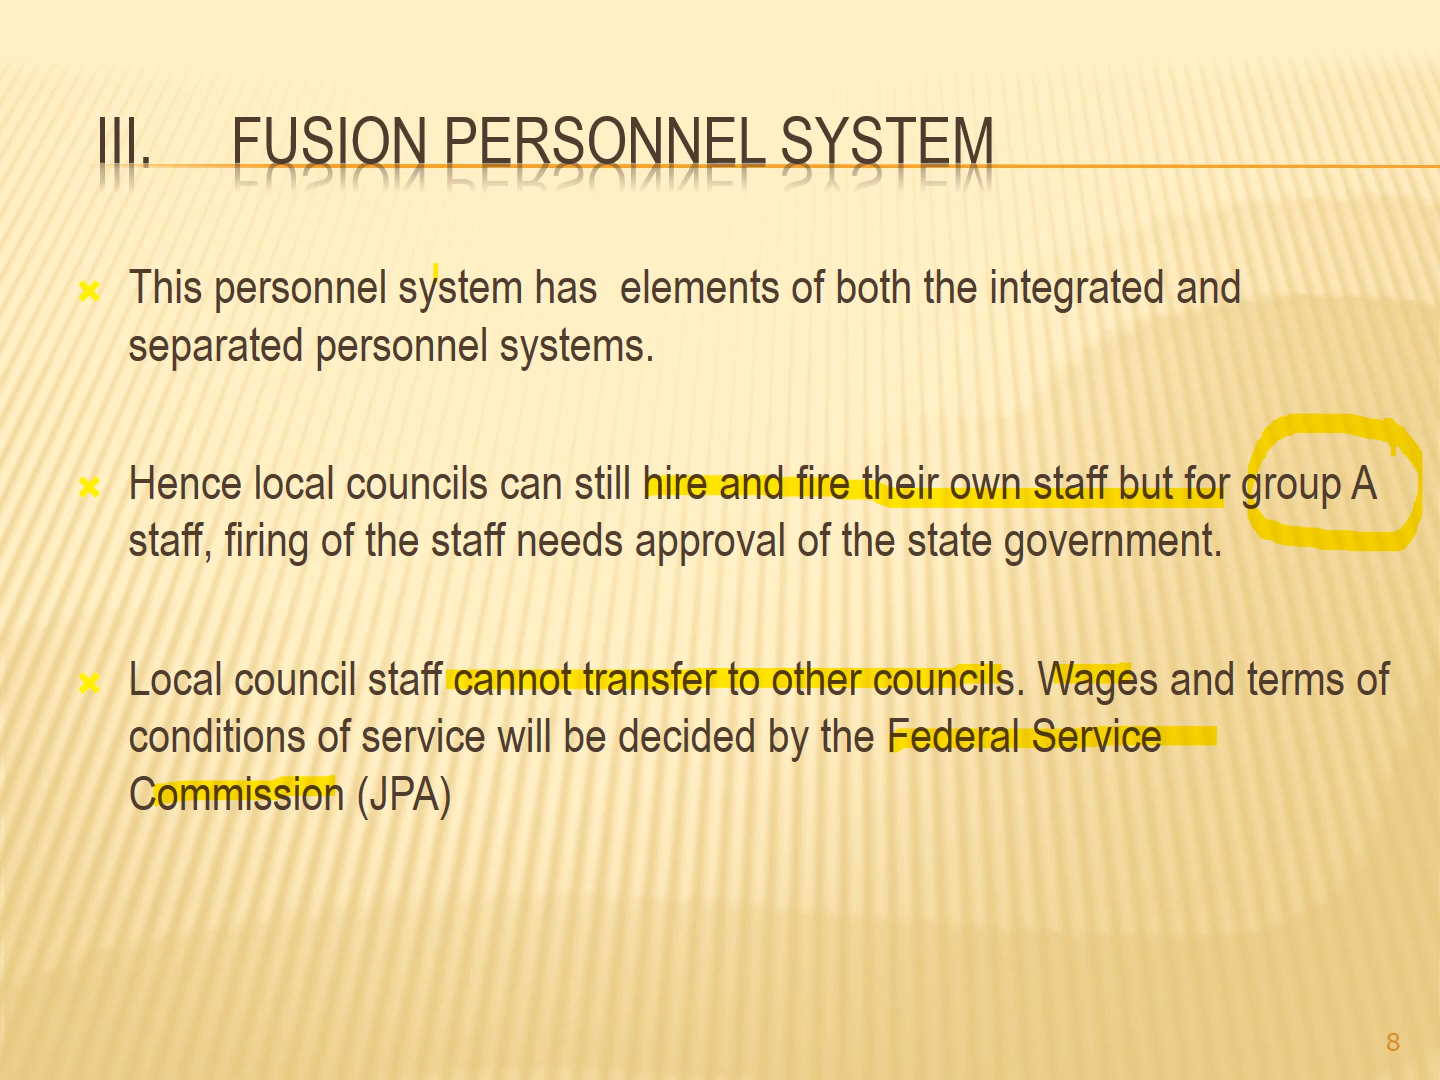 III. FUSION PERSONNEL SYSTEM
This personnel system has elements of both the integrated and
separated personnel systems.
Hence local councils can still hire and fire their own staff but for group A
staff, firing of the staff needs approval of the state government.
Local council staff cannot transfer to other councils. Wages and terms of
conditions of service will be decided by the Federal Service
Commission (JPA)
8